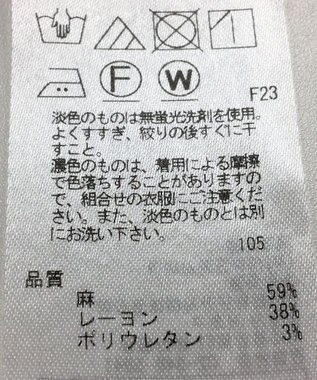 F
W
F23
淡色のものは無蛍光洗剤を使用。
よくすすぎ、絞りの後すぐに干
すこと。
濃色のものは、着用による摩擦
で色落ちすることがありますの
で、組合せの衣服にご注意くだ
さい。また、淡色のものとは別
にお洗い下さい。
105
品質
麻 59%
レーヨン 38%
ポリウレタン 3%